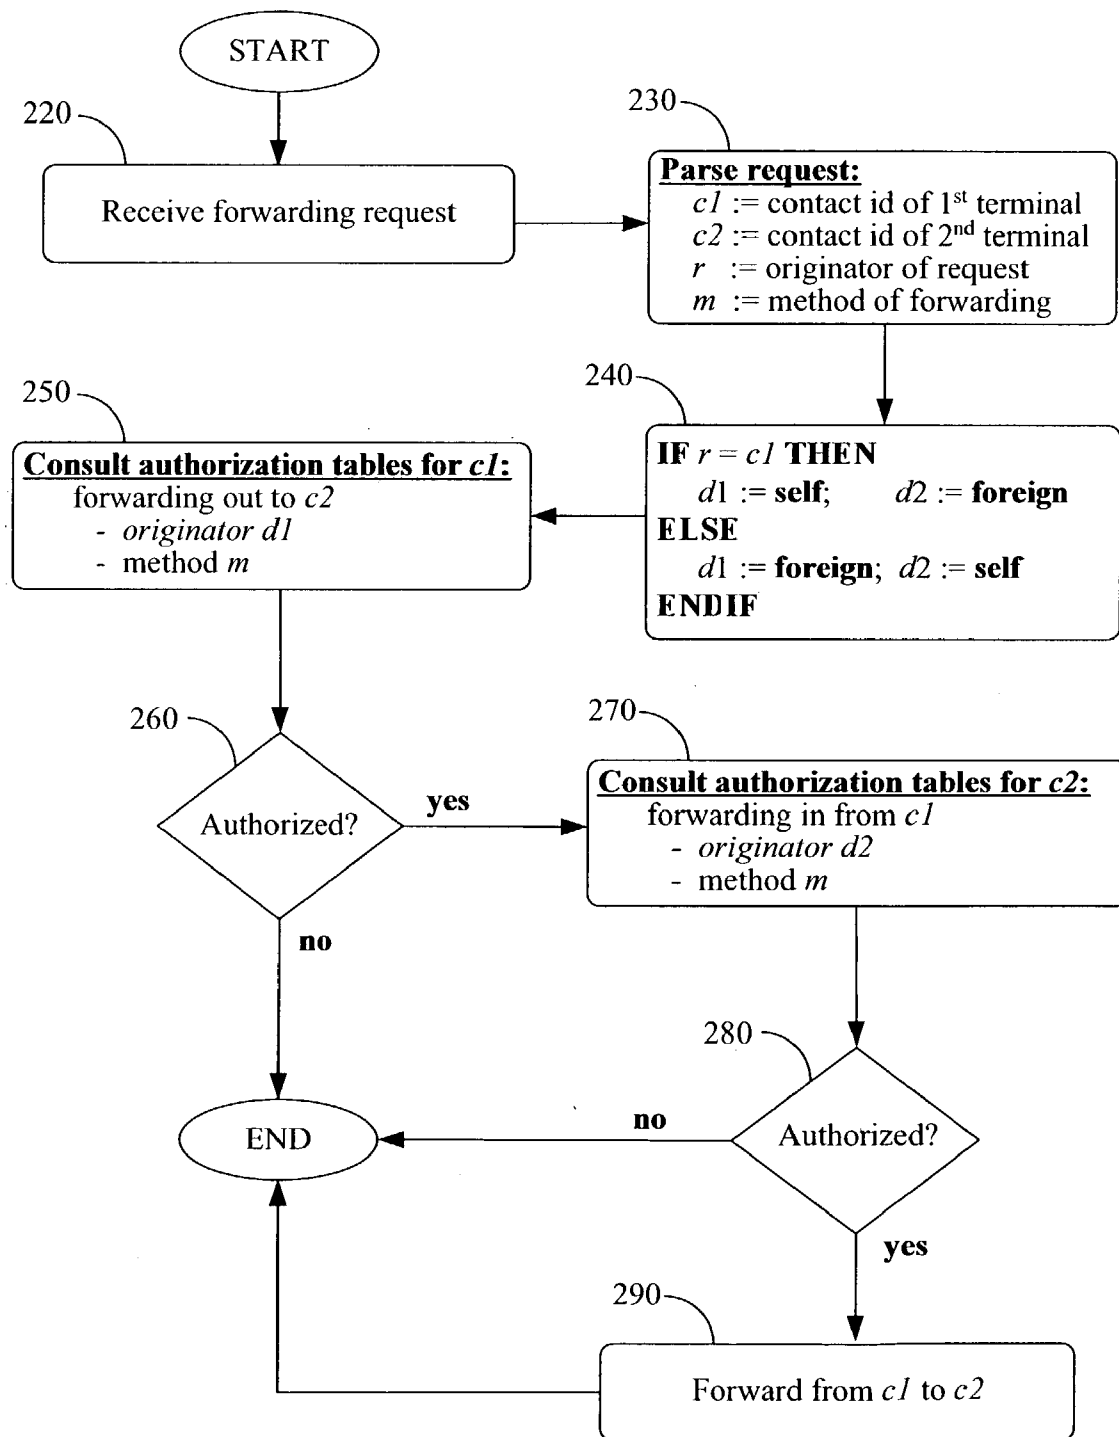 START
220
Receive forwarding request
230
Parse request:
c1 := contact id of 1st terminal
c2 := contact id of 2nd terminal
r := originator of request
m := method of forwarding
240
IF r = c1 THEN
d1 := self; d2 := foreign
ELSE
d1 := foreign; d2 := self
ENDIF
250
Consult authorization tables for c1:
forwarding out to c2
- originator d1
- method m
260
Authorized?
yes
no
270
Consult authorization tables for c2:
forwarding in from c1
- originator d2
- method m
280
Authorized?
no
yes
END
290
Forward from c1 to c2